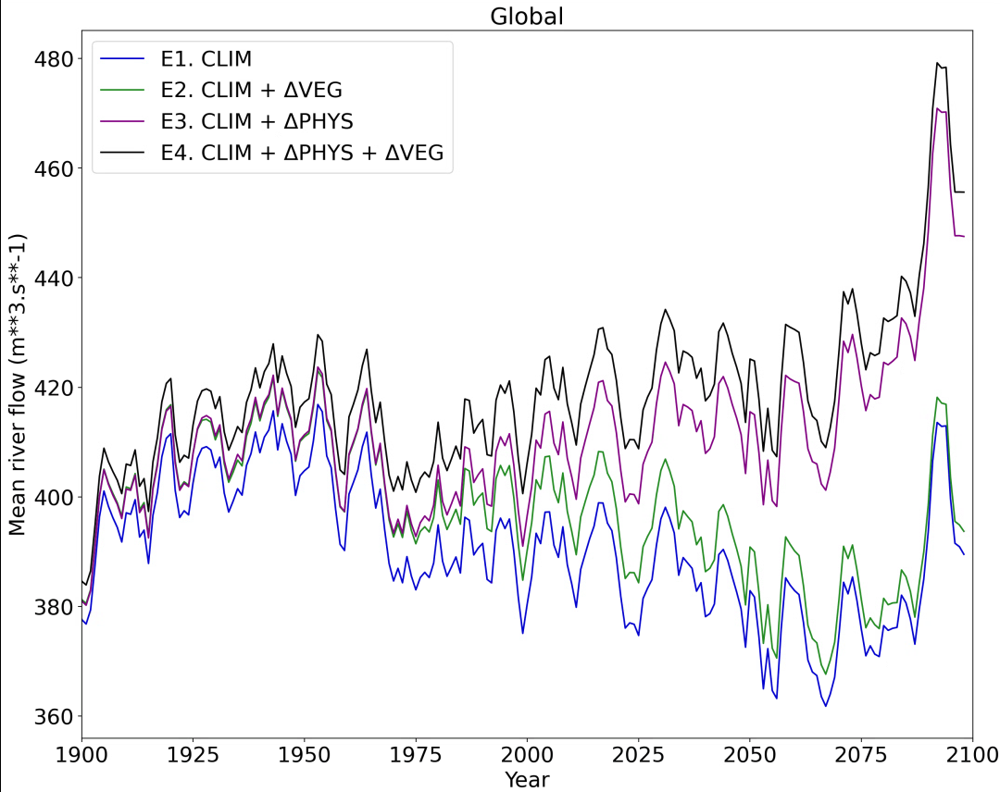 Global
E1. CLIM
E2. CLIM + ΔVEG
E3. CLIM + ΔPHYS
E4. CLIM + ΔPHYS + ΔVEG
480
460
440
420
400
380
360
Mean river flow (m**3.s**-1)
1900 1925 1950 1975 2000 2025 2050 2075 2100
Year